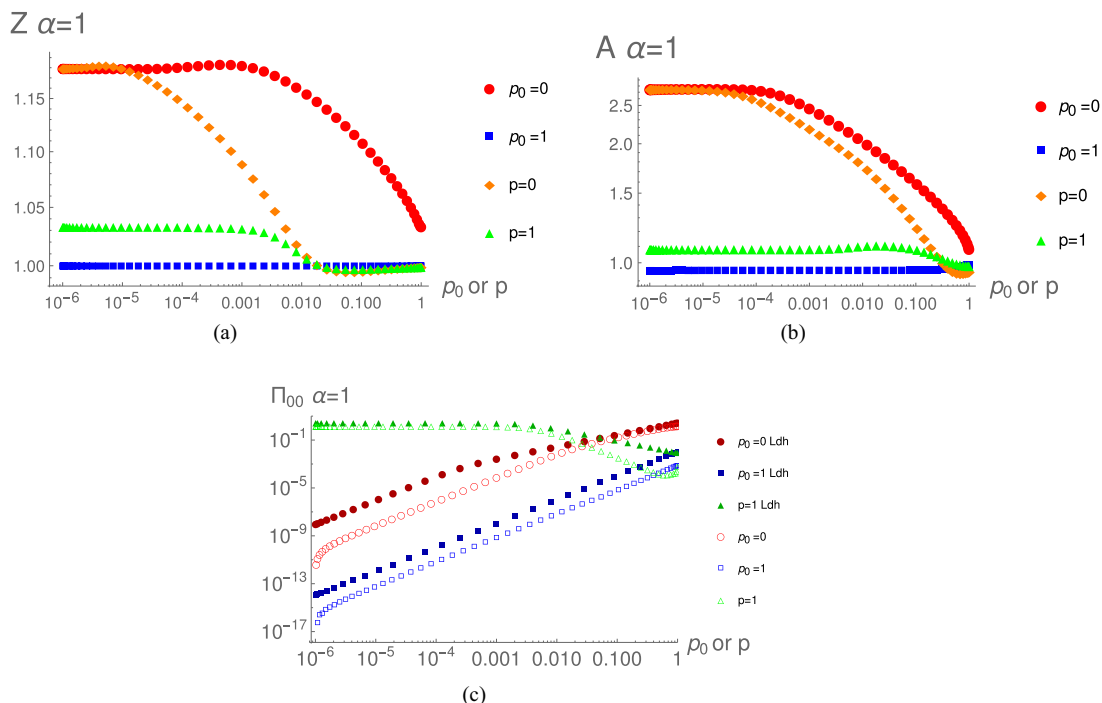 Z α=1
1.15
1.10
1.05
1.00
10⁻⁶ 10⁻⁵ 10⁻⁴ 0.001 0.010 0.100 1
p₀ or p
p₀ =0
p₀ =1
p=0
p=1
(a)
A α=1
2.5
2.0
1.5
1.0
10⁻⁶ 10⁻⁵ 10⁻⁴ 0.001 0.010 0.100 1
p₀ or p
p₀ =0
p₀ =1
p=0
p=1
(b)
Π₀₀ α=1
10⁻¹
10⁻⁵
10⁻⁹
10⁻¹³
10⁻¹⁷
10⁻⁶ 10⁻⁵ 10⁻⁴ 0.001 0.010 0.100 1
p₀ or p
p₀ =0 Ldh
p₀ =1 Ldh
p=1 Ldh
p₀ =0
p₀ =1
p=1
(c)